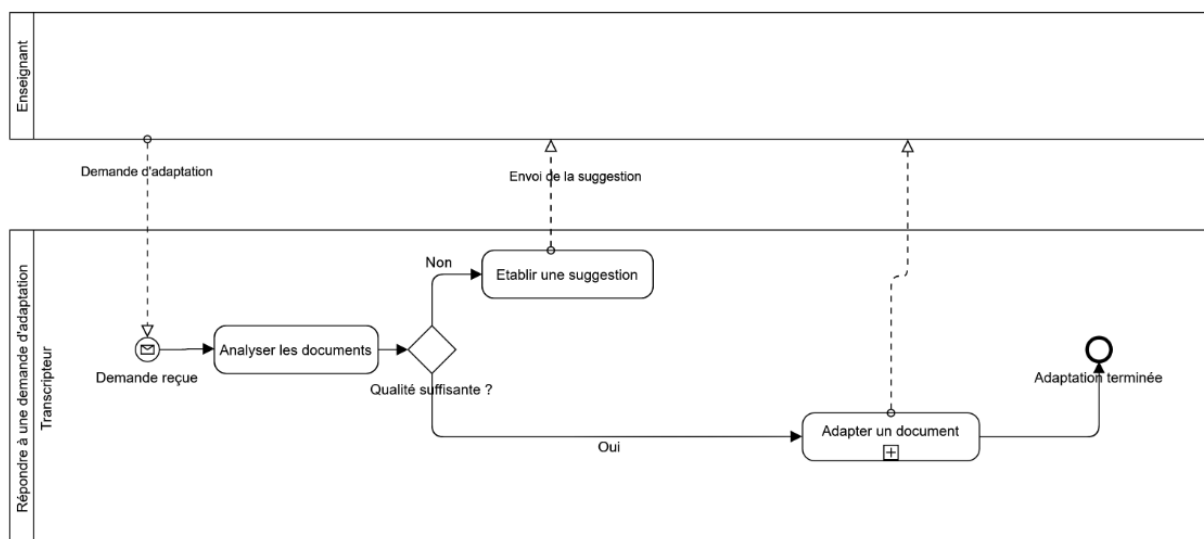 Enseignant
Demande d'adaptation
Envoi de la suggestion
Répondre à une demande d'adaptation
Transcripteur
Non
Etablir une suggestion
Analyser les documents
Demande reçue
Qualité suffisante ?
Adaptation terminée
Adapter un document
Oui